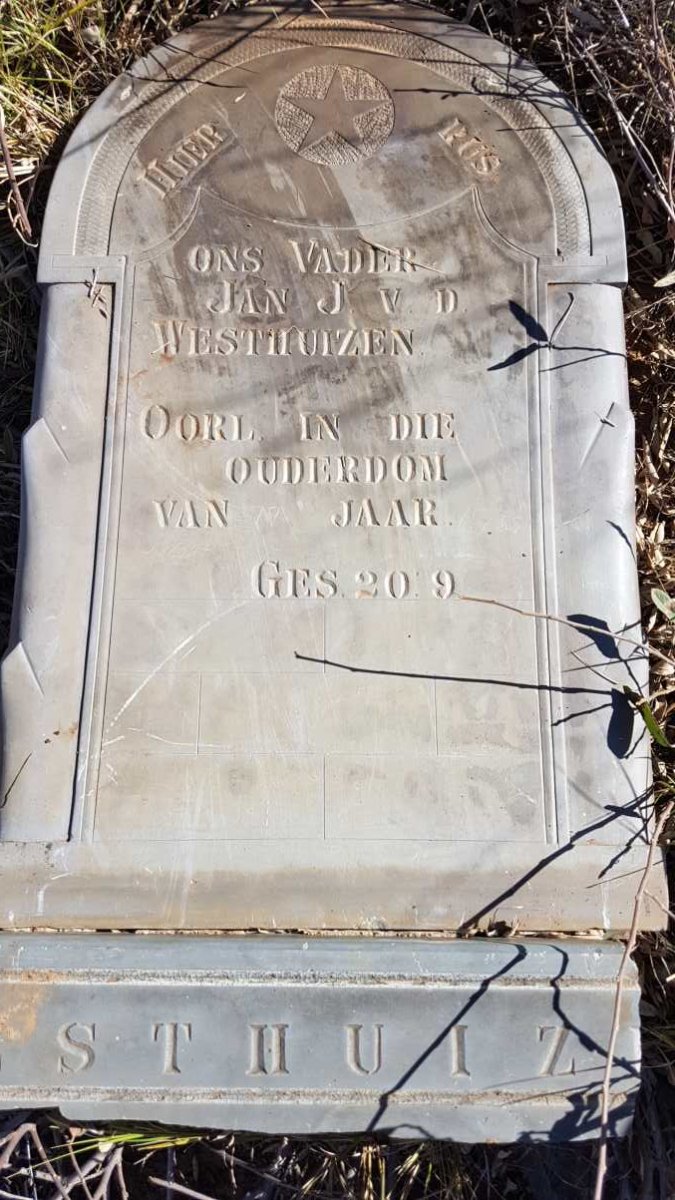 HIER RUS
ONS VADER
JAN J. V. D.
WESTHUIZEN.
OORL. IN DIE
OUDERDOM
VAN JAAR.
GES. 20:9
STHUIZ